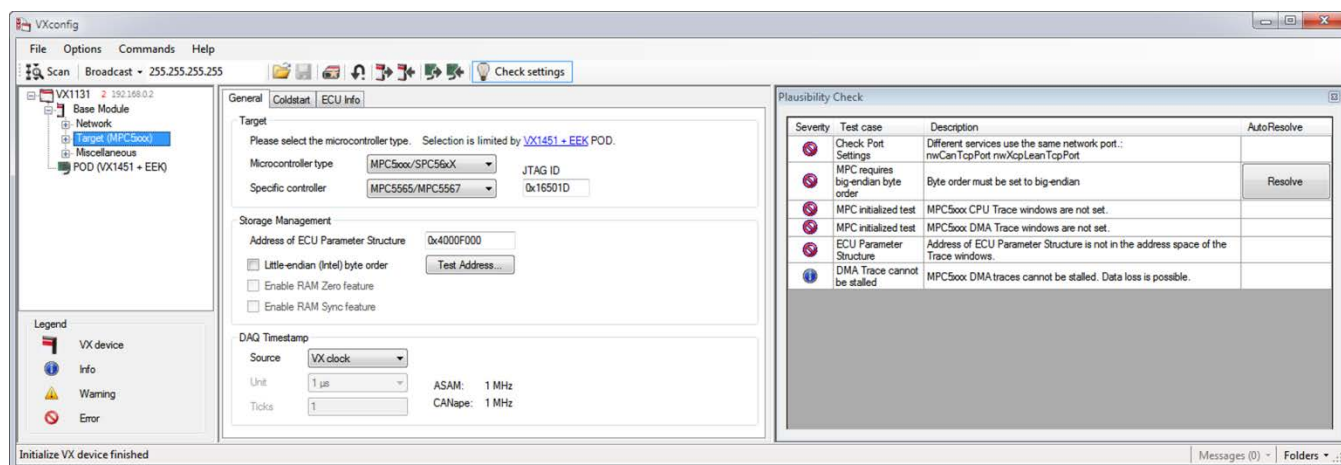 VXconfig
File Options Commands Help
Scan Broadcast 255.255.255.255 Check settings
VX1131 2 192.168.0.2
Base Module
Network
Target (MPC5xxx)
Miscellaneous
POD (VX1451 + EEK)
Legend
VX device
Info
Warning
Error
General Coldstart ECU Info
Target
Please select the microcontroller type. Selection is limited by VX1451 + EEK POD.
Microcontroller type MPC5xxx/SPC56xX JTAG ID
Specific controller MPC5565/MPC5567 0x16501D
Storage Management
Address of ECU Parameter Structure 0x4000F000
Little-endian (Intel) byte order Test Address...
Enable RAM Zero feature
Enable RAM Sync feature
DAQ Timestamp
Source VX clock
Unit 1 µs ASAM: 1 MHz
Ticks 1 CANape: 1 MHz
Plausibility Check
Severity Test case Description AutoResolve
Check Port Settings Different services use the same network port.: nwCanTcpPort nwXcpLeanTcpPort
MPC requires big-endian byte order Byte order must be set to big-endian Resolve
MPC initialized test MPC5xxx CPU Trace windows are not set.
MPC initialized test MPC5xxx DMA Trace windows are not set.
ECU Parameter Structure Address of ECU Parameter Structure is not in the address space of the Trace windows.
DMA Trace cannot be stalled MPC5xxx DMA traces cannot be stalled. Data loss is possible.
Initialize VX device finished Messages (0) Folders